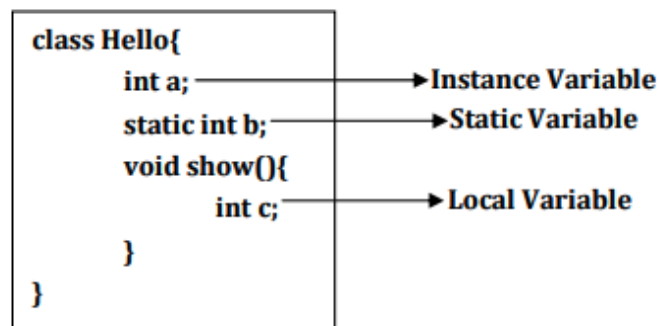 class Hello{
int a; Instance Variable
static int b; Static Variable
void show(){
int c; Local Variable
}
}